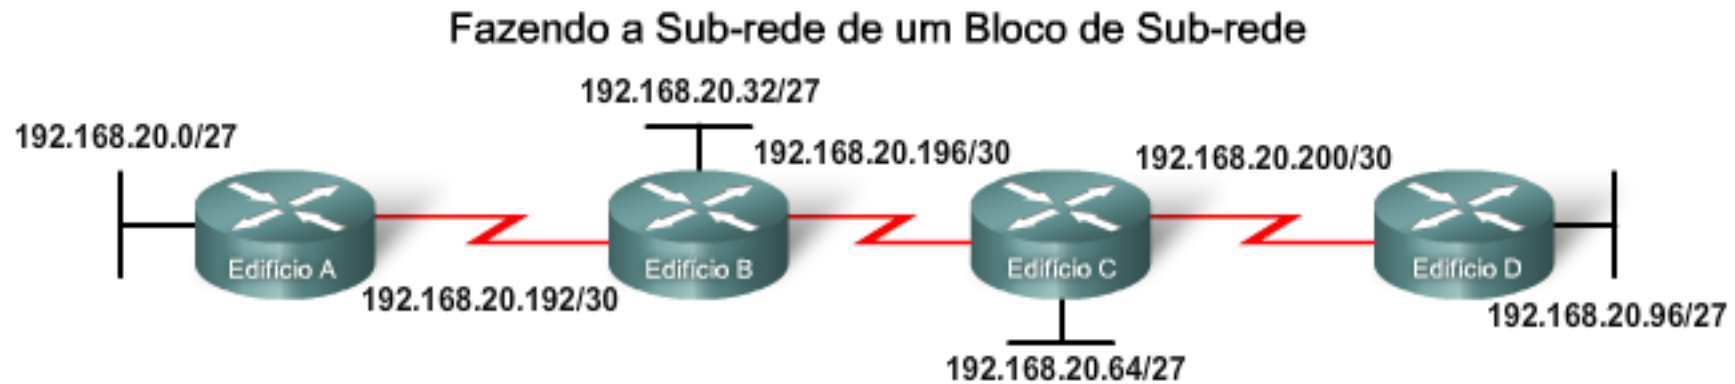 Fazendo a Sub-rede de um Bloco de Sub-rede
192.168.20.32/27
192.168.20.0/27
192.168.20.196/30
192.168.20.200/30
Edifício A
Edifício B
Edifício C
Edifício D
192.168.20.192/30
192.168.20.96/27
192.168.20.64/27